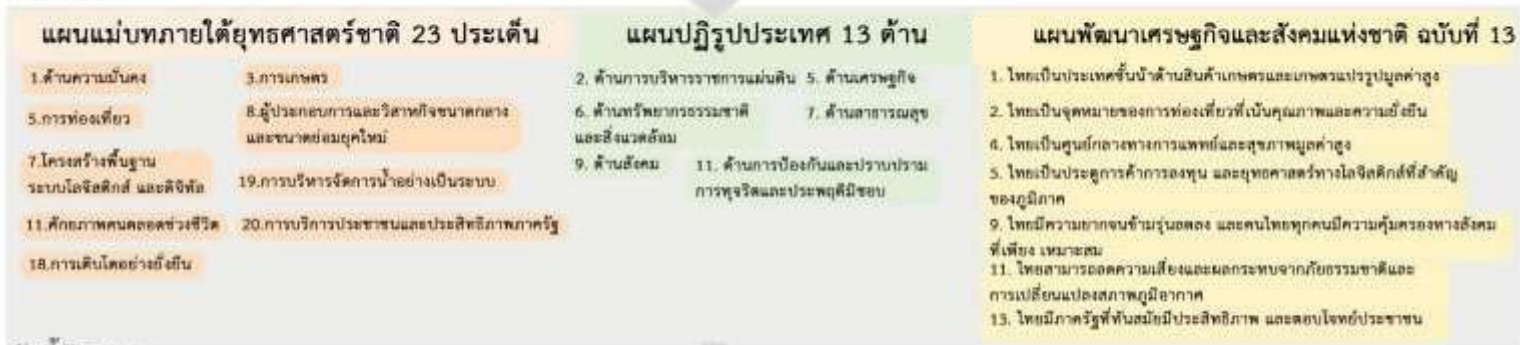 แผนแม่บทภายใต้ยุทธศาสตร์ชาติ 23 ประเด็น
1.ด้านความมั่นคง
3.การเกษตร
5.การท่องเที่ยว
8.ผู้ประกอบการและวิสาหกิจขนาดกลาง
และขนาดย่อมยุคใหม่
7.โครงสร้างพื้นฐาน
ระบบโลจิสติกส์ และดิจิทัล
19.การบริหารจัดการน้ำอย่างเป็นระบบ
11.ศักยภาพคนตลอดช่วงชีวิต
20.การบริการประชาชนและประสิทธิภาพภาครัฐ
18.การเติบโตอย่างยั่งยืน
แผนปฏิรูปประเทศ 13 ด้าน
2. ด้านการบริหารราชการแผ่นดิน
5. ด้านเศรษฐกิจ
6. ด้านทรัพยากรธรรมชาติ
และสิ่งแวดล้อม
7. ด้านสาธารณสุข
9. ด้านสังคม
11. ด้านการป้องกันและปราบปราม
การทุจริตและประพฤติมิชอบ
แผนพัฒนาเศรษฐกิจและสังคมแห่งชาติ ฉบับที่ 13
1. ไทยเป็นประเทศชั้นนำด้านสินค้าเกษตรและเกษตรแปรรูปมูลค่าสูง
2. ไทยเป็นจุดหมายของการท่องเที่ยวที่เน้นคุณภาพและความยั่งยืน
4. ไทยเป็นศูนย์กลางทางการแพทย์และสุขภาพมูลค่าสูง
5. ไทยเป็นประตูการค้าการลงทุน และยุทธศาสตร์ทางโลจิสติกส์ที่สำคัญ
ของภูมิภาค
9. ไทยมีความยากจนข้ามรุ่นลดลง และคนไทยทุกคนมีความคุ้มครองทางสังคม
ที่เพียง เหมาะสม
11. ไทยสามารถลดความเสี่ยงและผลกระทบจากภัยธรรมชาติและ
การเปลี่ยนแปลงสภาพภูมิอากาศ
13. ไทยมีภาครัฐที่ทันสมัยมีประสิทธิภาพ และตอบโจทย์ประชาชน